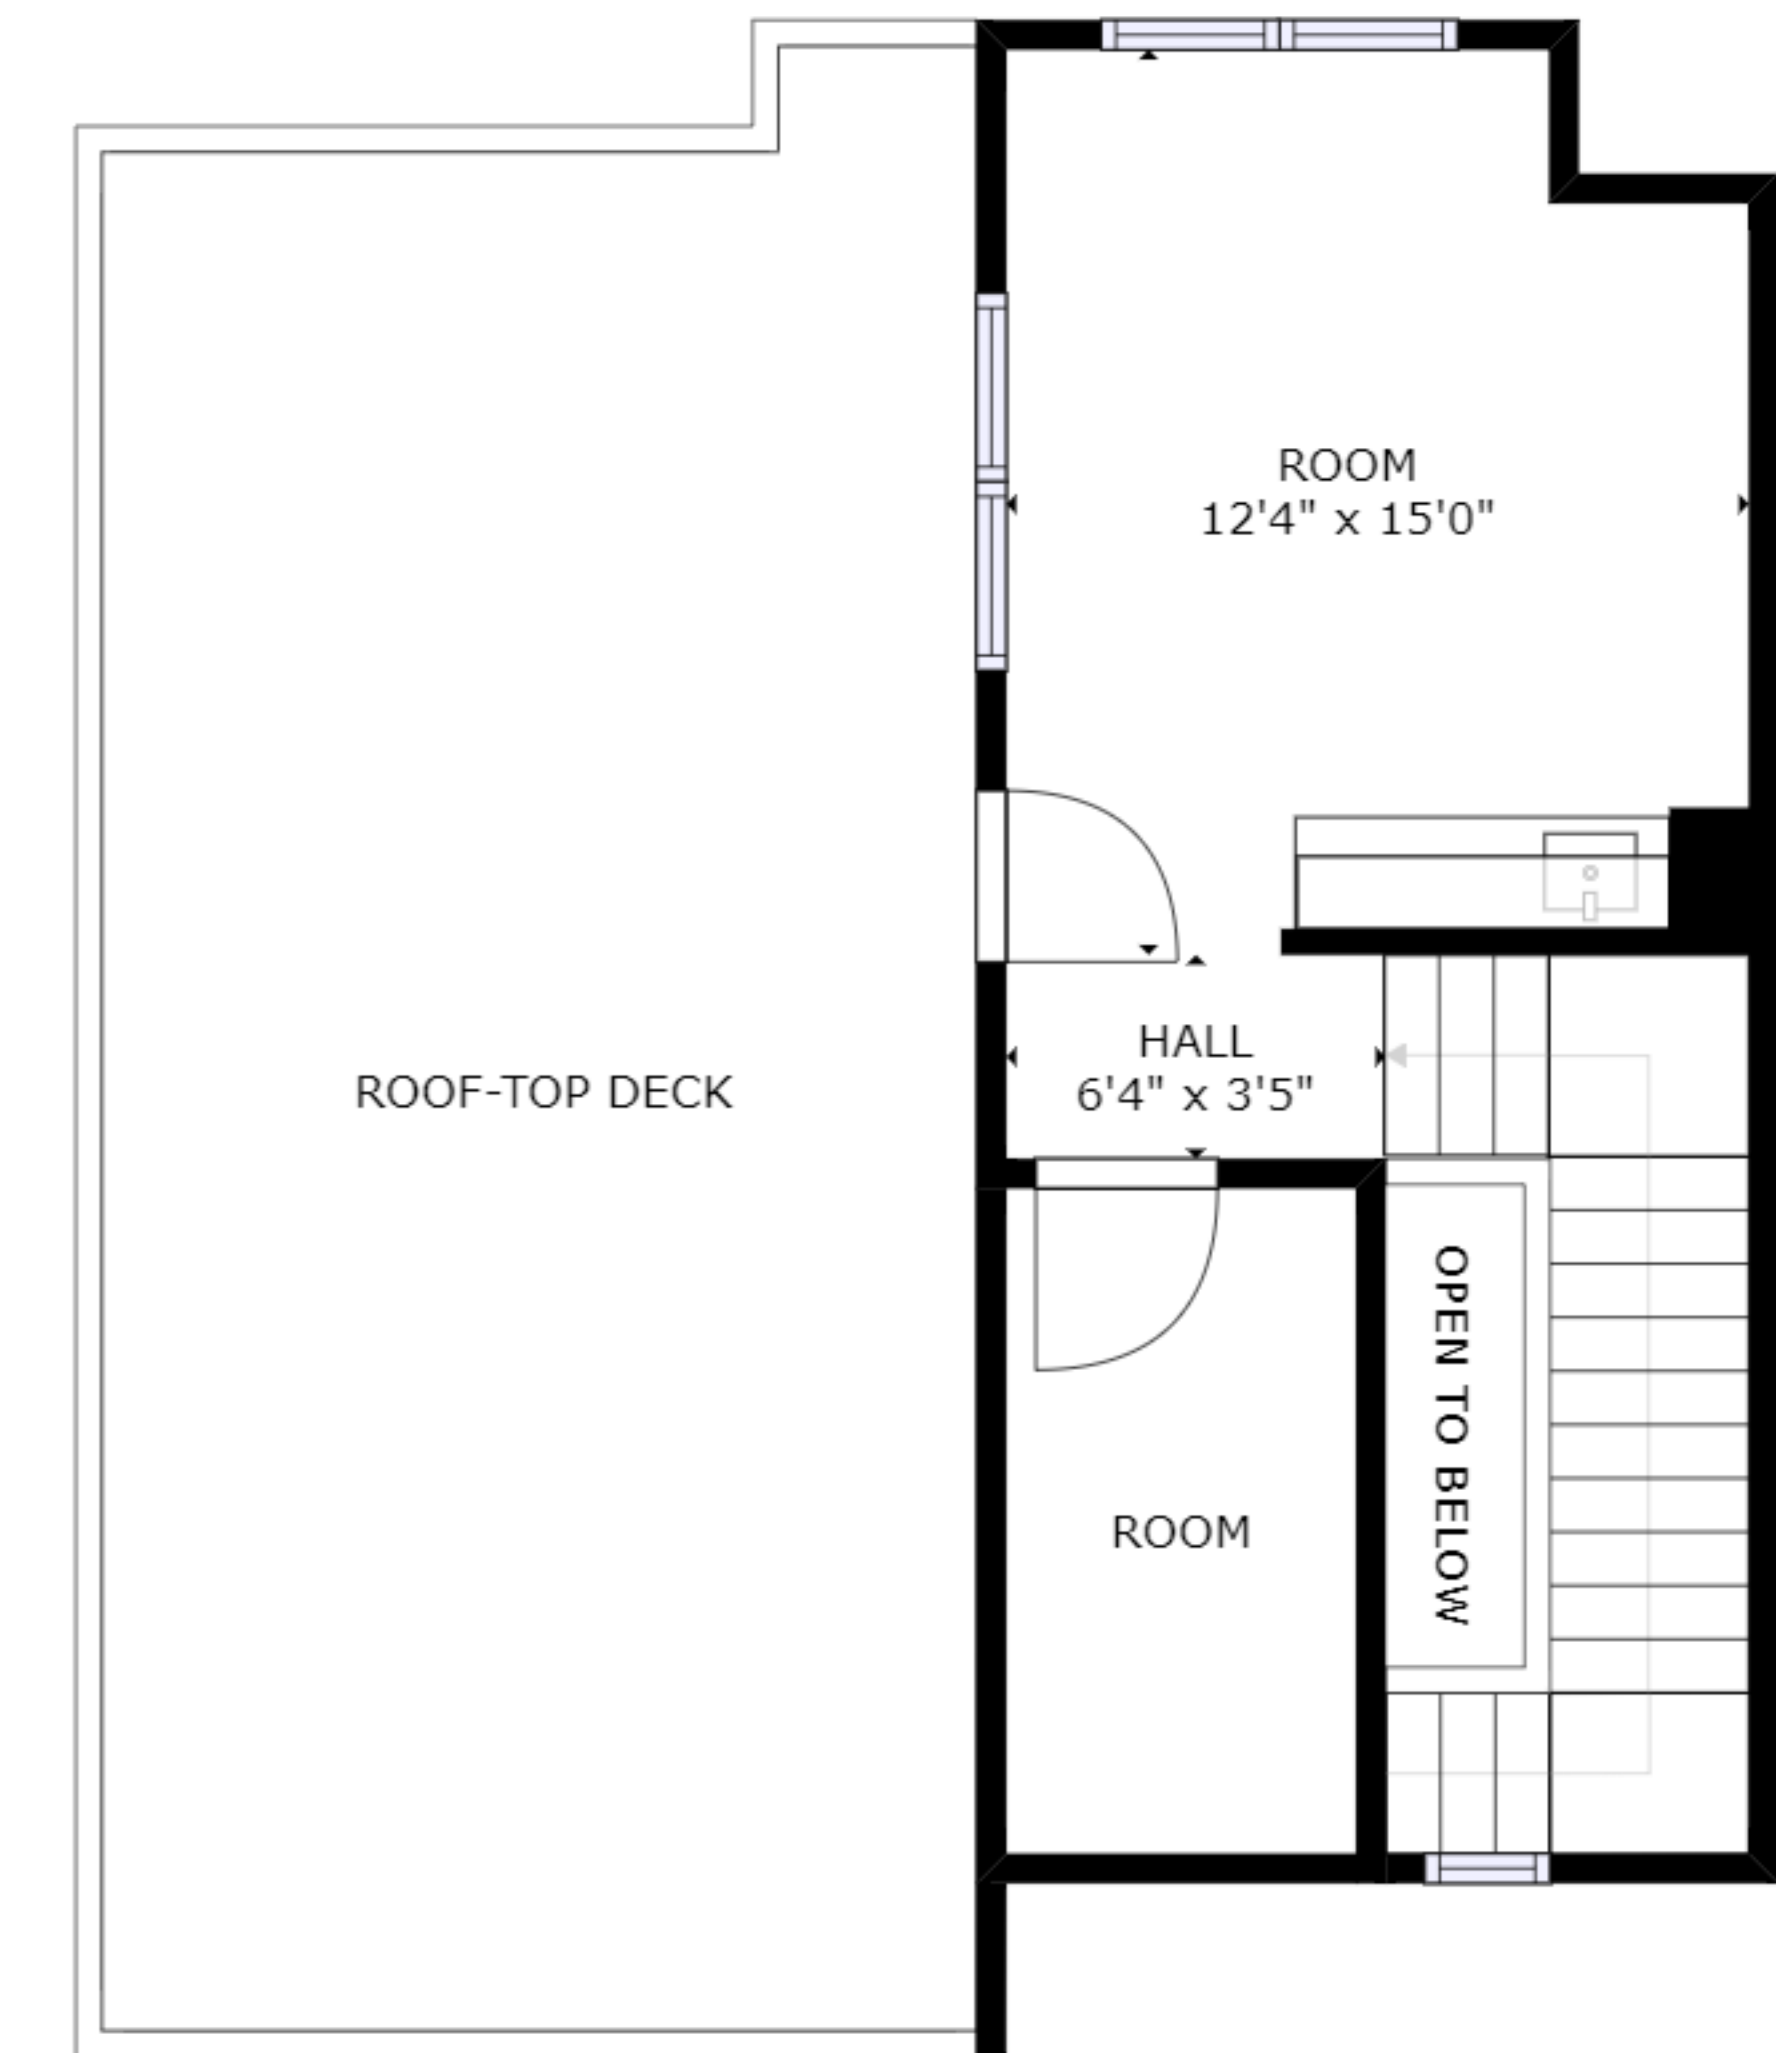 ROOM
12'4" x 15'0"
HALL
6'4" x 3'5"
ROOF-TOP DECK
OPEN TO BELOW
ROOM